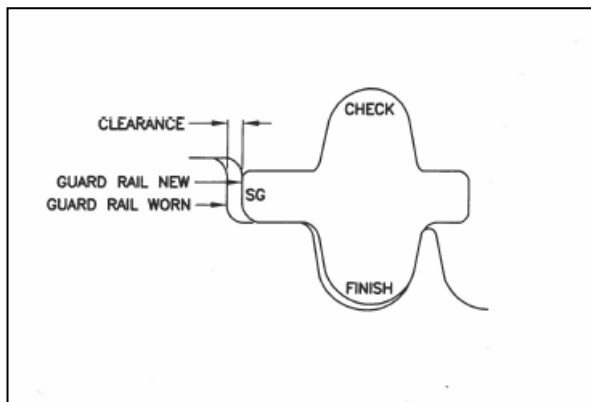 CHECK
CLEARANCE
GUARD RAIL NEW
SG
GUARD RAIL WORN
FINISH